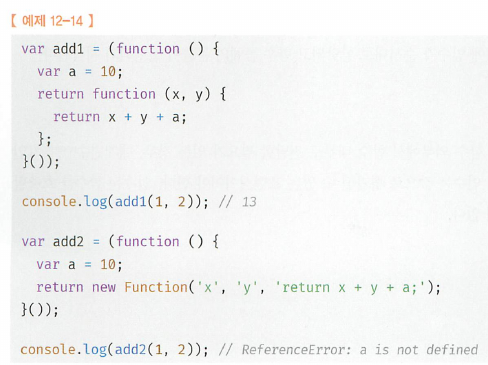 [ 예제 12-14 ]
var add1 = (function () {
  var a = 10;
  return function (x, y) {
    return x + y + a;
  };
}());
console.log(add1(1, 2)); // 13
var add2 = (function () {
  var a = 10;
  return new Function('x', 'y', 'return x + y + a;');
}());
console.log(add2(1, 2)); // ReferenceError: a is not defined